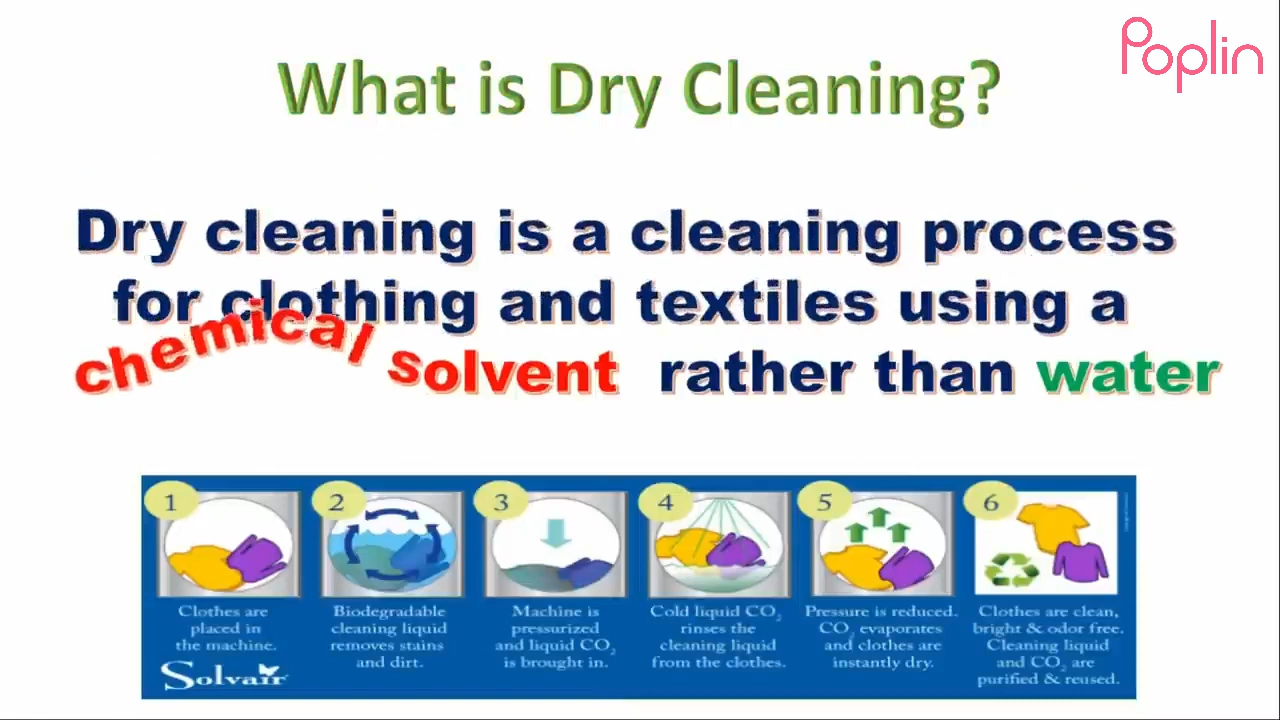 Poplin
What is Dry Cleaning?
Dry cleaning is a cleaning process
for clothing and textiles using a
chemical solvent rather than water
1
Clothes are
placed in
the machine.
2
Biodegradable
cleaning liquid
removes stains
and dirt.
3
Machine is
pressurized
and liquid CO₂
is brought in.
4
Cold liquid CO₂
rinses the
cleaning liquid
from the clothes.
5
Pressure is reduced.
CO₂ evaporates
and clothes are
instantly dry.
6
Clothes are clean,
bright & odor free.
Cleaning liquid
and CO₂ are
purified & reused.
Solvair